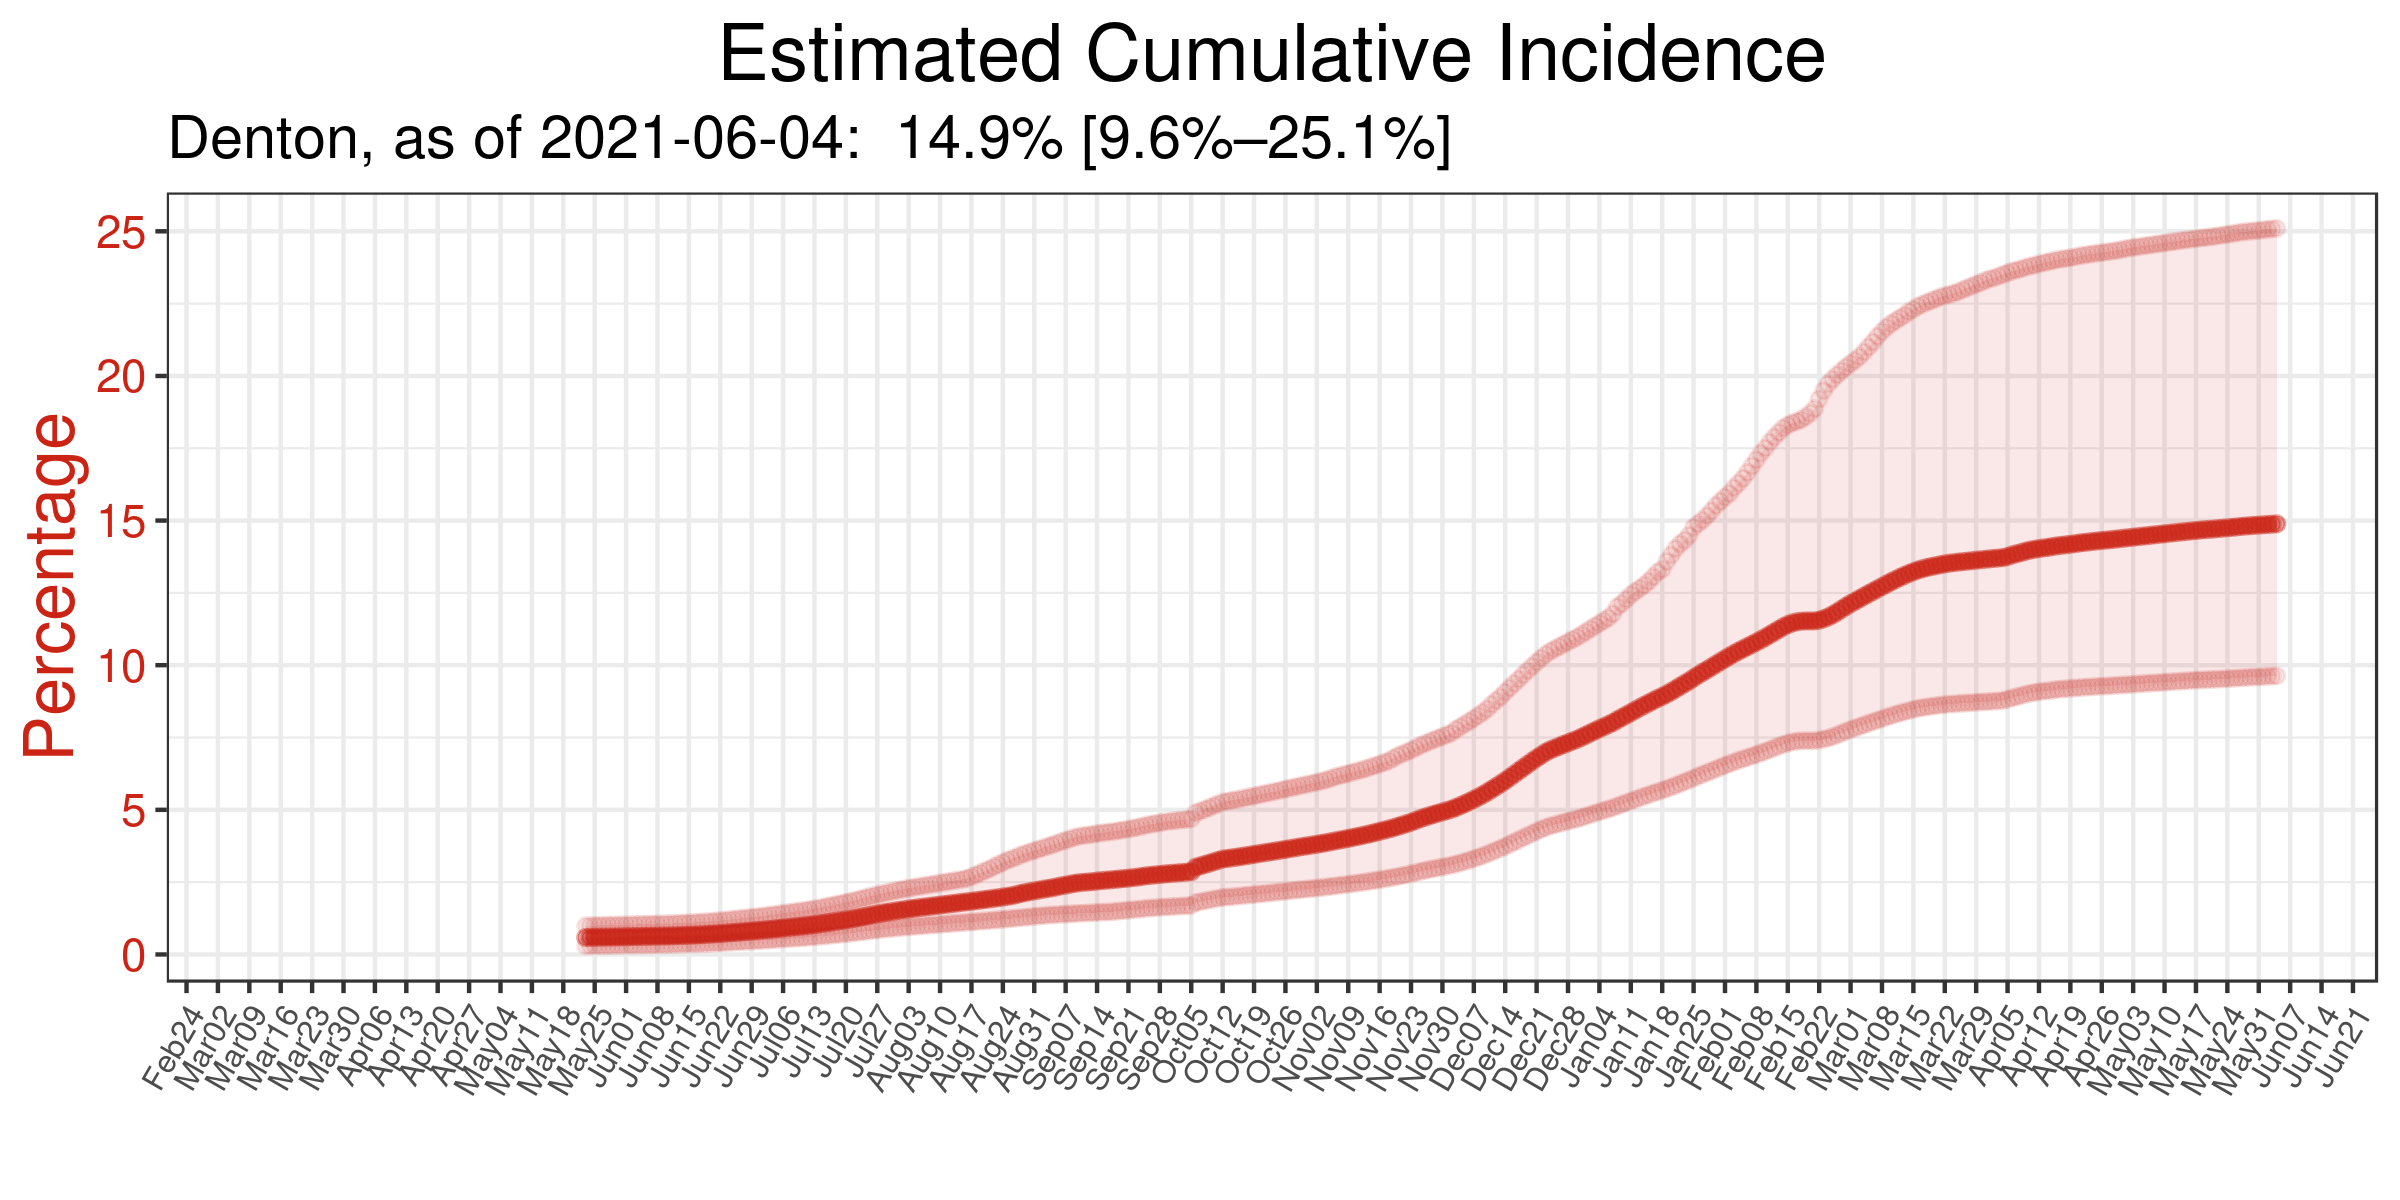 Estimated Cumulative Incidence
Denton, as of 2021-06-04:  14.9% [9.6%–25.1%]
Percentage
25
20
15
10
5
0
Feb24
Mar02
Mar09
Mar16
Mar23
Mar30
Apr06
Apr13
Apr20
Apr27
May04
May11
May18
May25
Jun01
Jun08
Jun15
Jun22
Jun29
Jul06
Jul13
Jul20
Jul27
Aug03
Aug10
Aug17
Aug24
Aug31
Sep07
Sep14
Sep21
Sep28
Oct05
Oct12
Oct19
Oct26
Nov02
Nov09
Nov16
Nov23
Nov30
Dec07
Dec14
Dec21
Dec28
Jan04
Jan11
Jan18
Jan25
Feb01
Feb08
Feb15
Feb22
Mar01
Mar08
Mar15
Mar22
Mar29
Apr05
Apr12
Apr19
Apr26
May03
May10
May17
May24
May31
Jun07
Jun14
Jun21